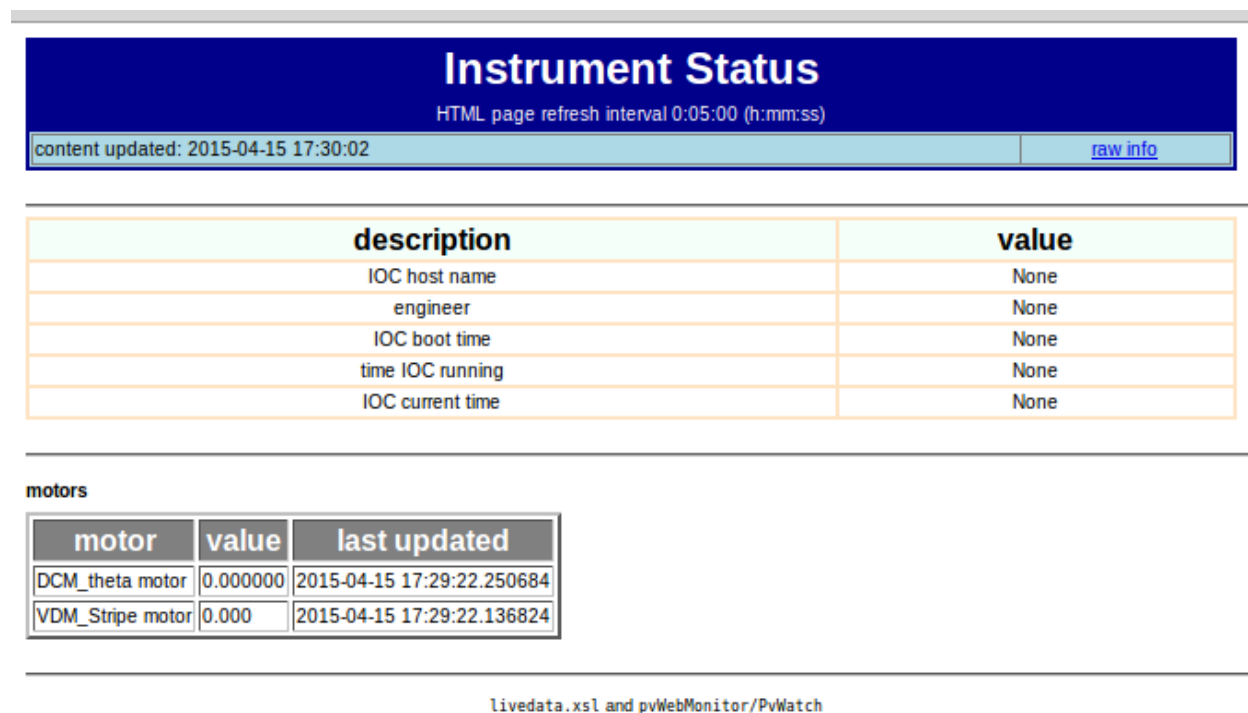 Instrument Status
HTML page refresh interval 0:05:00 (h:mm:ss)
content updated: 2015-04-15 17:30:02 raw info
description value
IOC host name None
engineer None
IOC boot time None
time IOC running None
IOC current time None
motors
motor value last updated
DCM_theta motor 0.000000 2015-04-15 17:29:22.250684
VDM_Stripe motor 0.000 2015-04-15 17:29:22.136824
livedata.xsl and pvWebMonitor/PvWatch